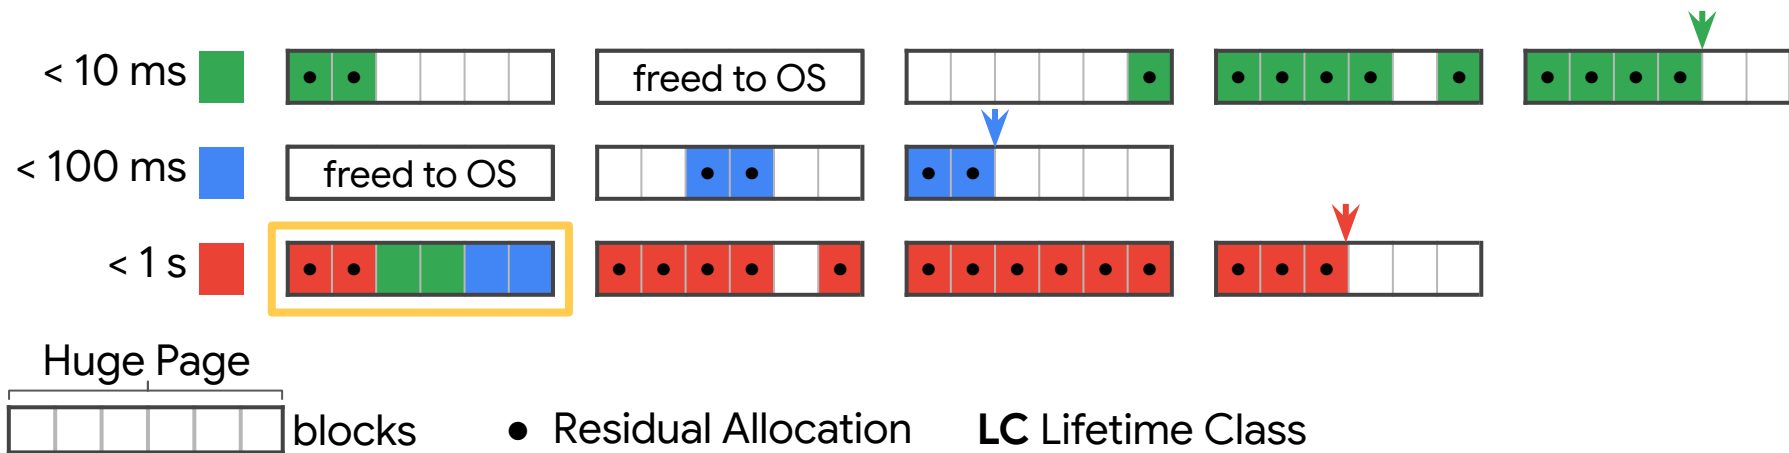 < 10 ms
freed to OS
< 100 ms
freed to OS
< 1 s
Huge Page
blocks
Residual Allocation
LC Lifetime Class